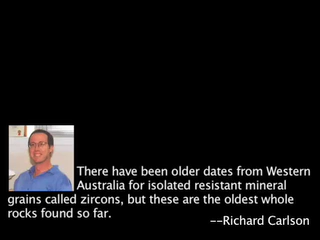 There have been older dates from Western
Australia for isolated resistant mineral
grains called zircons, but these are the oldest whole
rocks found so far.
--Richard Carlson